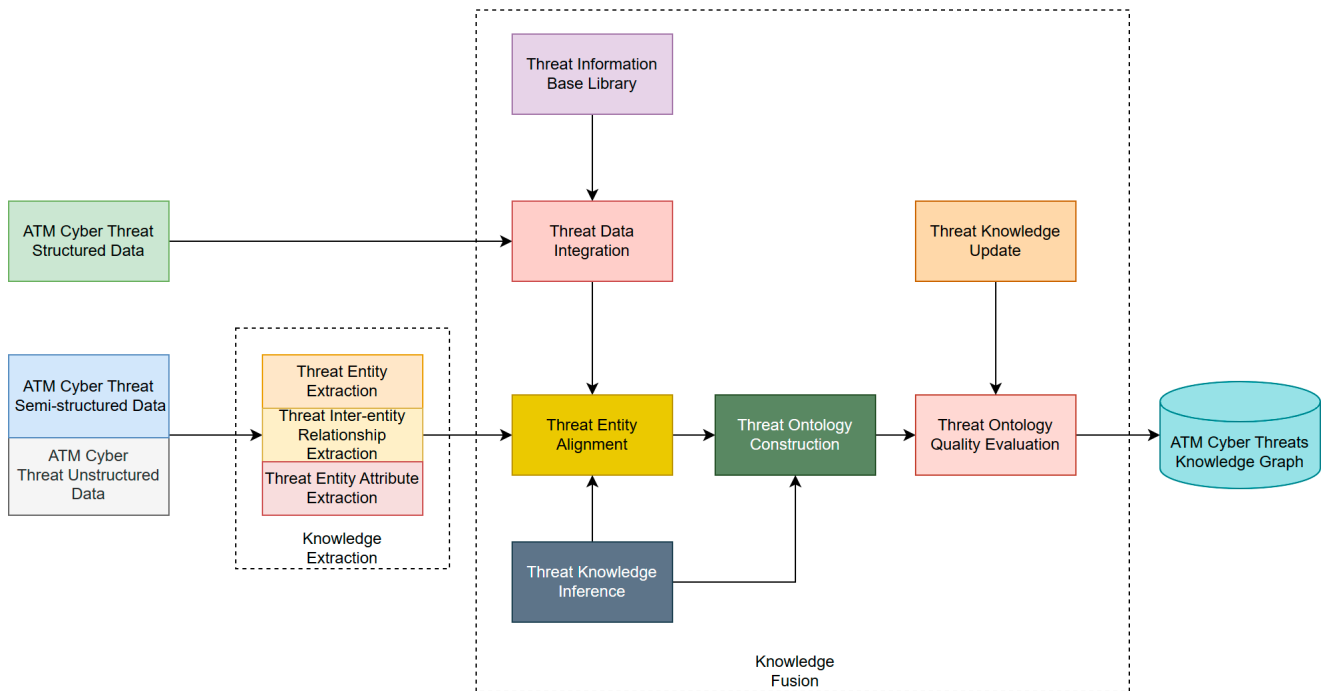 Threat Information
Base Library
ATM Cyber Threat
Structured Data
Threat Data
Integration
Threat Knowledge
Update
ATM Cyber Threat
Semi-structured Data
ATM Cyber
Threat Unstructured
Data
Threat Entity
Extraction
Threat Inter-entity
Relationship
Extraction
Threat Entity Attribute
Extraction
Knowledge
Extraction
Threat Entity
Alignment
Threat Ontology
Construction
Threat Ontology
Quality Evaluation
ATM Cyber Threats
Knowledge Graph
Threat Knowledge
Inference
Knowledge
Fusion